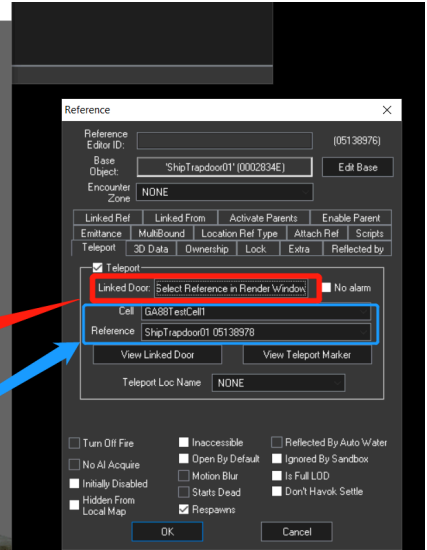 Reference
Reference Editor ID:
(05138976)
Base Object:
'ShipTrapdoor01' (0002834E)
Edit Base
Encounter Zone
NONE
Linked Ref
Linked From
Activate Parents
Enable Parent
Emittance
MultiBound
Location Ref Type
Attach Ref
Scripts
Teleport
3D Data
Ownership
Lock
Extra
Reflected by
Teleport
Linked Door:
Select Reference in Render Window
No alarm
Cell
GA88TestCell1
Reference
ShipTrapdoor01 05138978
View Linked Door
View Teleport Marker
Teleport Loc Name
NONE
Turn Off Fire
Inaccessible
Reflected By Auto Water
No AI Acquire
Open By Default
Ignored By Sandbox
Initially Disabled
Motion Blur
Is Full LOD
Hidden From Local Map
Starts Dead
Don't Havok Settle
Respawns
OK
Cancel